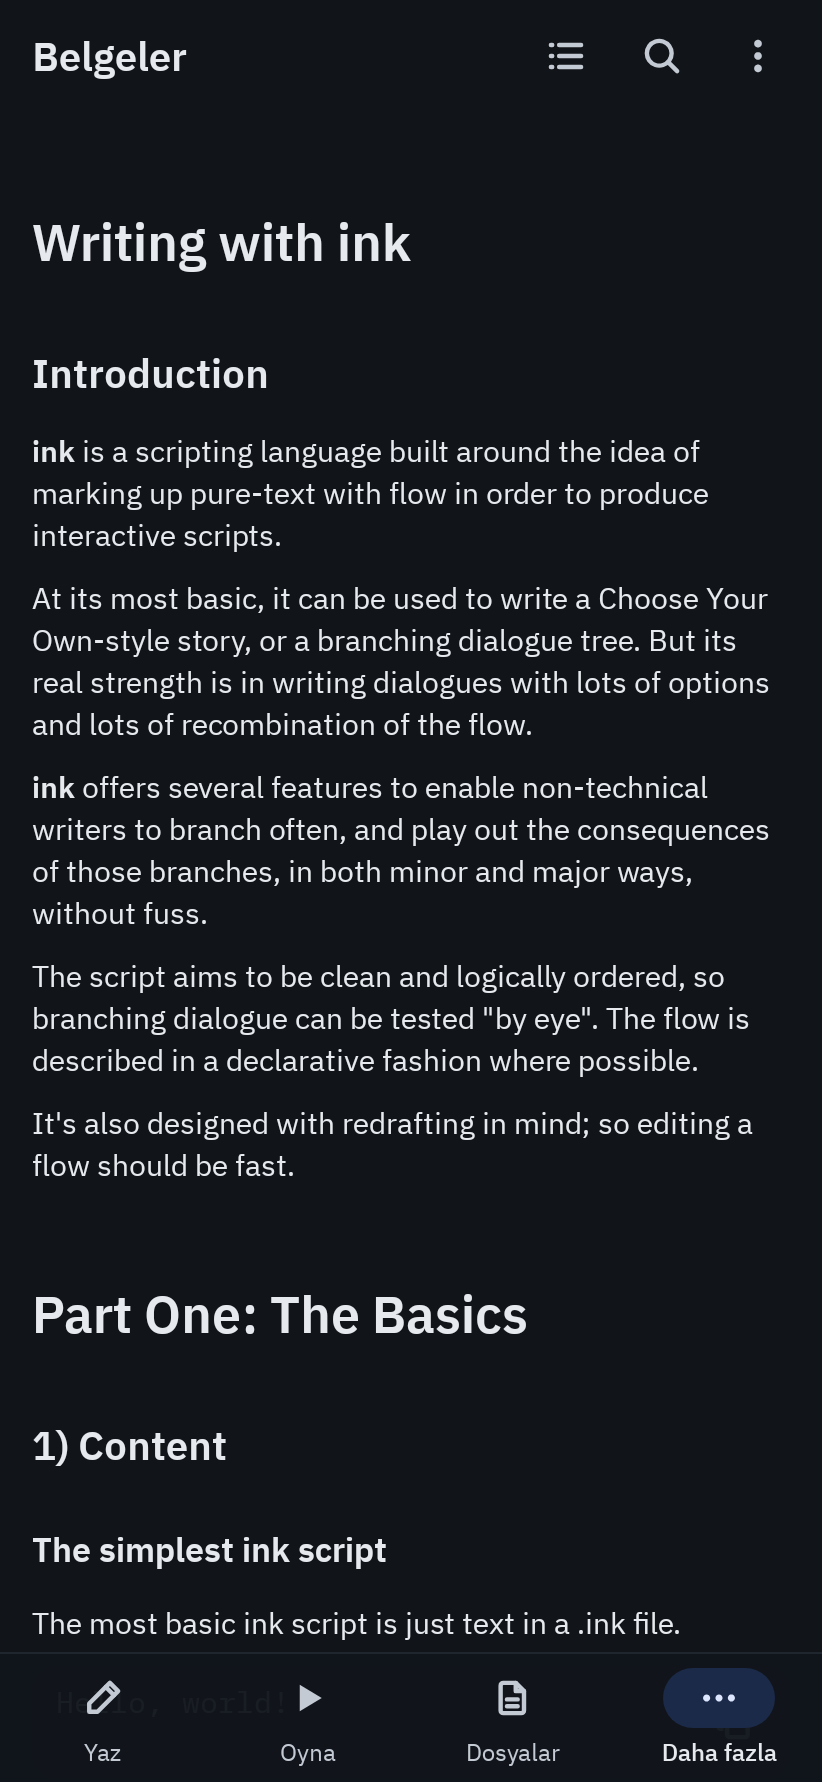 Belgeler
Writing with ink
Introduction
ink is a scripting language built around the idea of
marking up pure-text with flow in order to produce
interactive scripts.
At its most basic, it can be used to write a Choose Your
Own-style story, or a branching dialogue tree. But its
real strength is in writing dialogues with lots of options
and lots of recombination of the flow.
ink offers several features to enable non-technical
writers to branch often, and play out the consequences
of those branches, in both minor and major ways,
without fuss.
The script aims to be clean and logically ordered, so
branching dialogue can be tested "by eye". The flow is
described in a declarative fashion where possible.
It's also designed with redrafting in mind; so editing a
flow should be fast.
Part One: The Basics
1) Content
The simplest ink script
The most basic ink script is just text in a .ink file.
Hello, world!
Yaz
Oyna
Dosyalar
Daha fazla